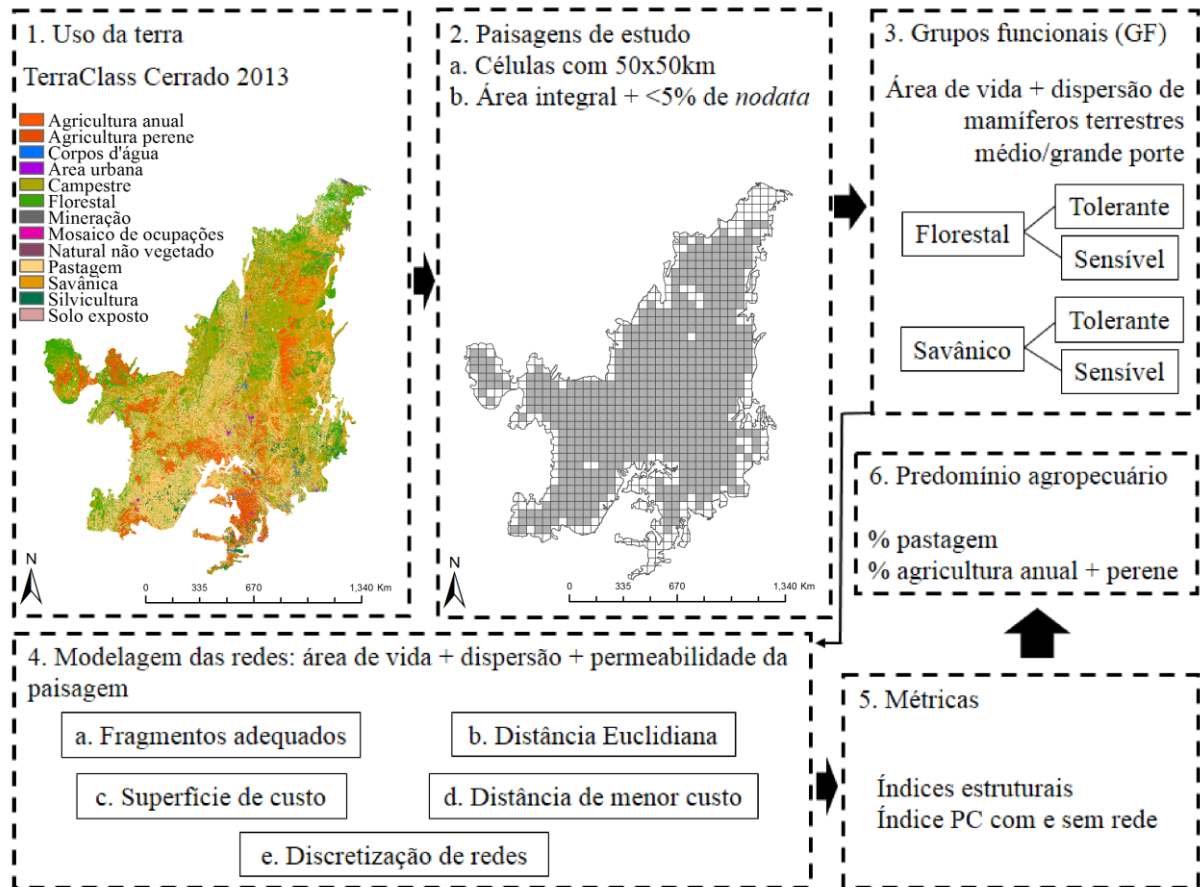 1. Uso da terra
TerraClass Cerrado 2013
Agricultura anual
Agricultura perene
Corpos d'água
Área urbana
Campestre
Florestal
Mineração
Mosaico de ocupações
Natural não vegetado
Pastagem
Savânica
Silvicultura
Solo exposto
N
0 335 670 1,340 Km
2. Paisagens de estudo
a. Células com 50x50km
b. Área integral + <5% de nodata
N
0 335 670 1,340 Km
3. Grupos funcionais (GF)
Área de vida + dispersão de
mamíferos terrestres
médio/grande porte
Florestal
Tolerante
Sensível
Savânico
Tolerante
Sensível
4. Modelagem das redes: área de vida + dispersão + permeabilidade da
paisagem
a. Fragmentos adequados
b. Distância Euclidiana
c. Superfície de custo
d. Distância de menor custo
e. Discretização de redes
5. Métricas
Índices estruturais
Índice PC com e sem rede
6. Predomínio agropecuário
% pastagem
% agricultura anual + perene